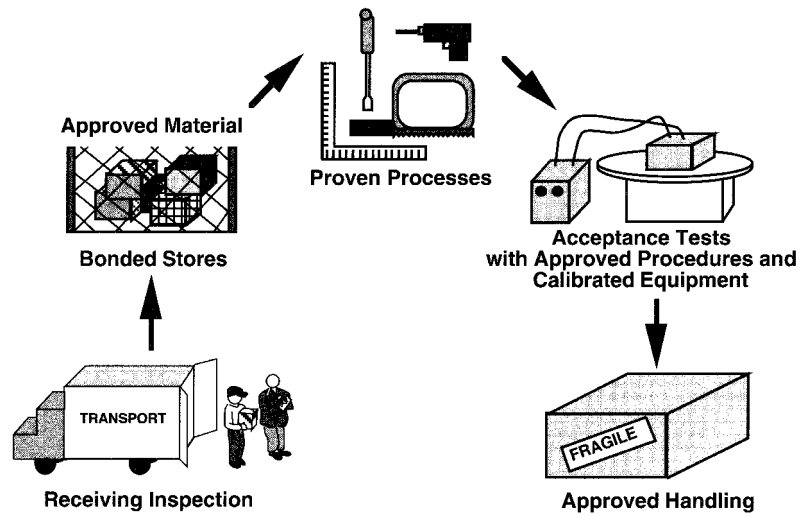 Approved Material
Bonded Stores
TRANSPORT
Receiving Inspection
Proven Processes
Acceptance Tests
with Approved Procedures and
Calibrated Equipment
FRAGILE
Approved Handling